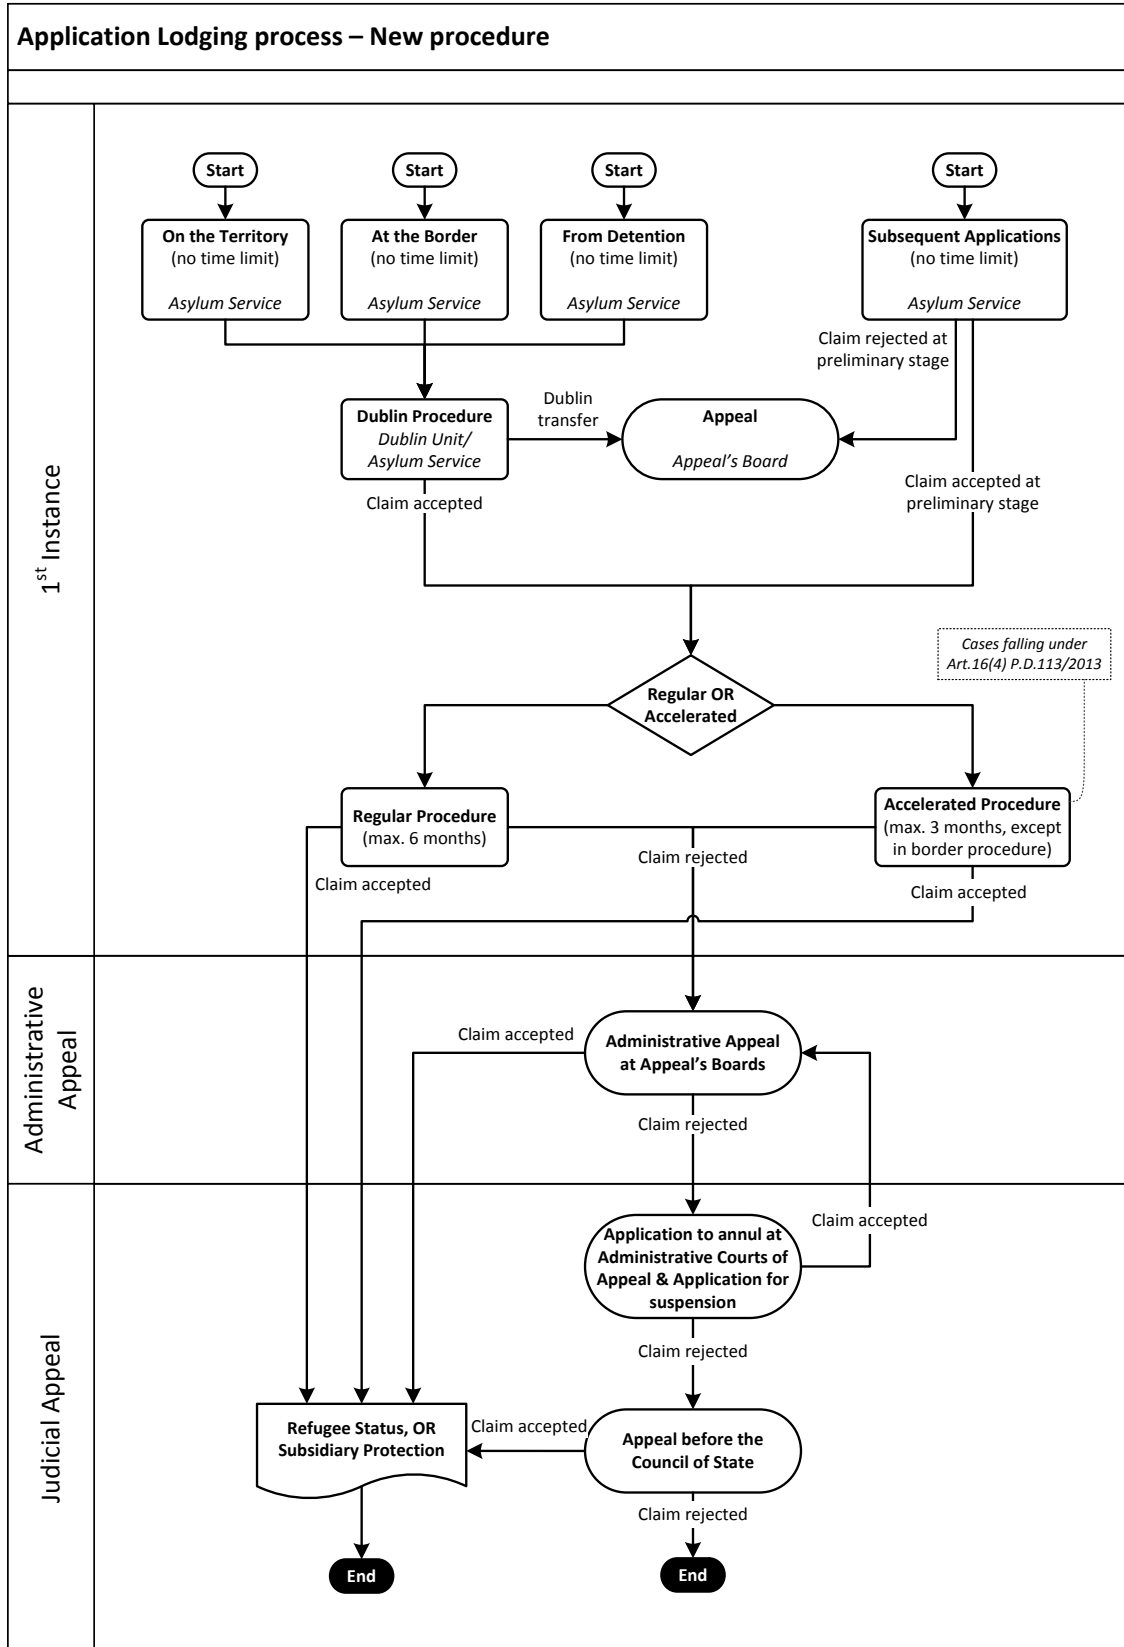 Application Lodging process – New procedure
1st Instance
Start
Start
Start
Start
On the Territory
(no time limit)
Asylum Service
At the Border
(no time limit)
Asylum Service
From Detention
(no time limit)
Asylum Service
Subsequent Applications
(no time limit)
Asylum Service
Claim rejected at
preliminary stage
Dublin Procedure
Dublin Unit/
Asylum Service
Dublin
transfer
Appeal
Appeal's Board
Claim accepted
Claim accepted at
preliminary stage
Cases falling under
Art.16(4) P.D.113/2013
Regular OR
Accelerated
Regular Procedure
(max. 6 months)
Accelerated Procedure
(max. 3 months, except
in border procedure)
Claim rejected
Claim accepted
Claim accepted
Administrative
Appeal
Claim accepted
Administrative Appeal
at Appeal's Boards
Claim rejected
Judicial Appeal
Application to annul at
Administrative Courts of
Appeal & Application for
suspension
Claim accepted
Claim rejected
Refugee Status, OR
Subsidiary Protection
Claim accepted
Appeal before the
Council of State
Claim rejected
End
End